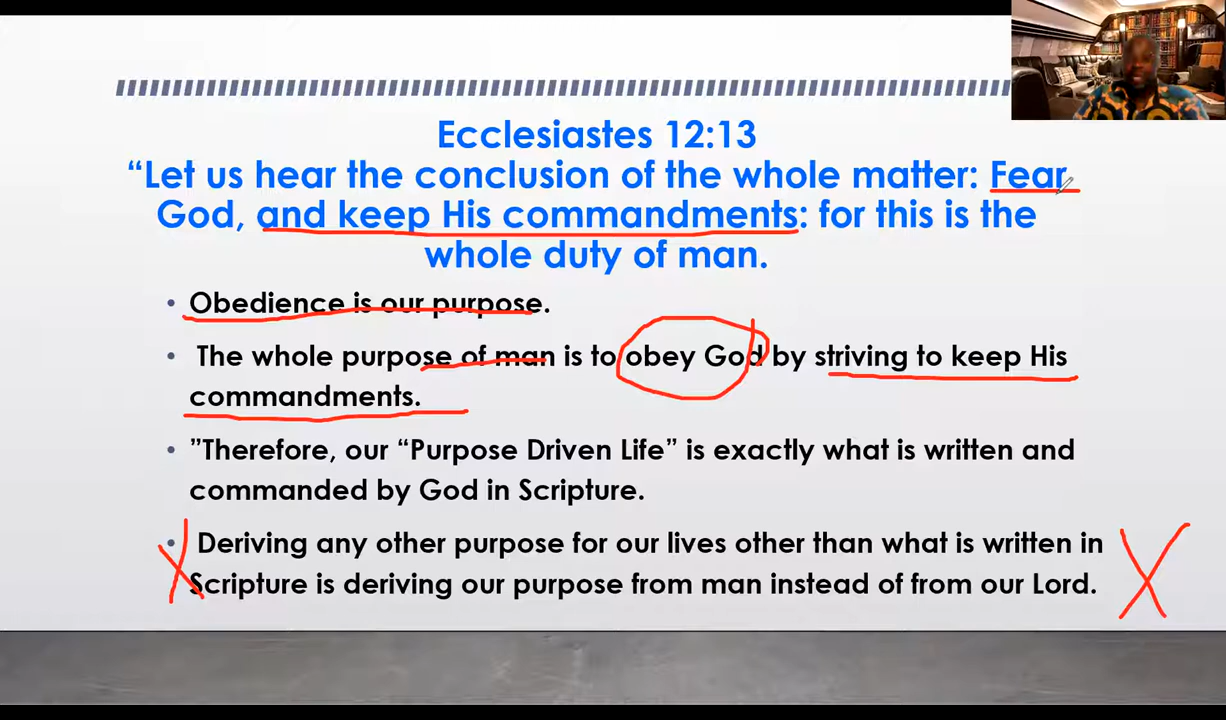 Ecclesiastes 12:13
“Let us hear the conclusion of the whole matter: Fear
God, and keep His commandments: for this is the
whole duty of man.
• Obedience is our purpose.
• The whole purpose of man is to obey God by striving to keep His
commandments.
• ”Therefore, our “Purpose Driven Life” is exactly what is written and
commanded by God in Scripture.
• Deriving any other purpose for our lives other than what is written in
Scripture is deriving our purpose from man instead of from our Lord.